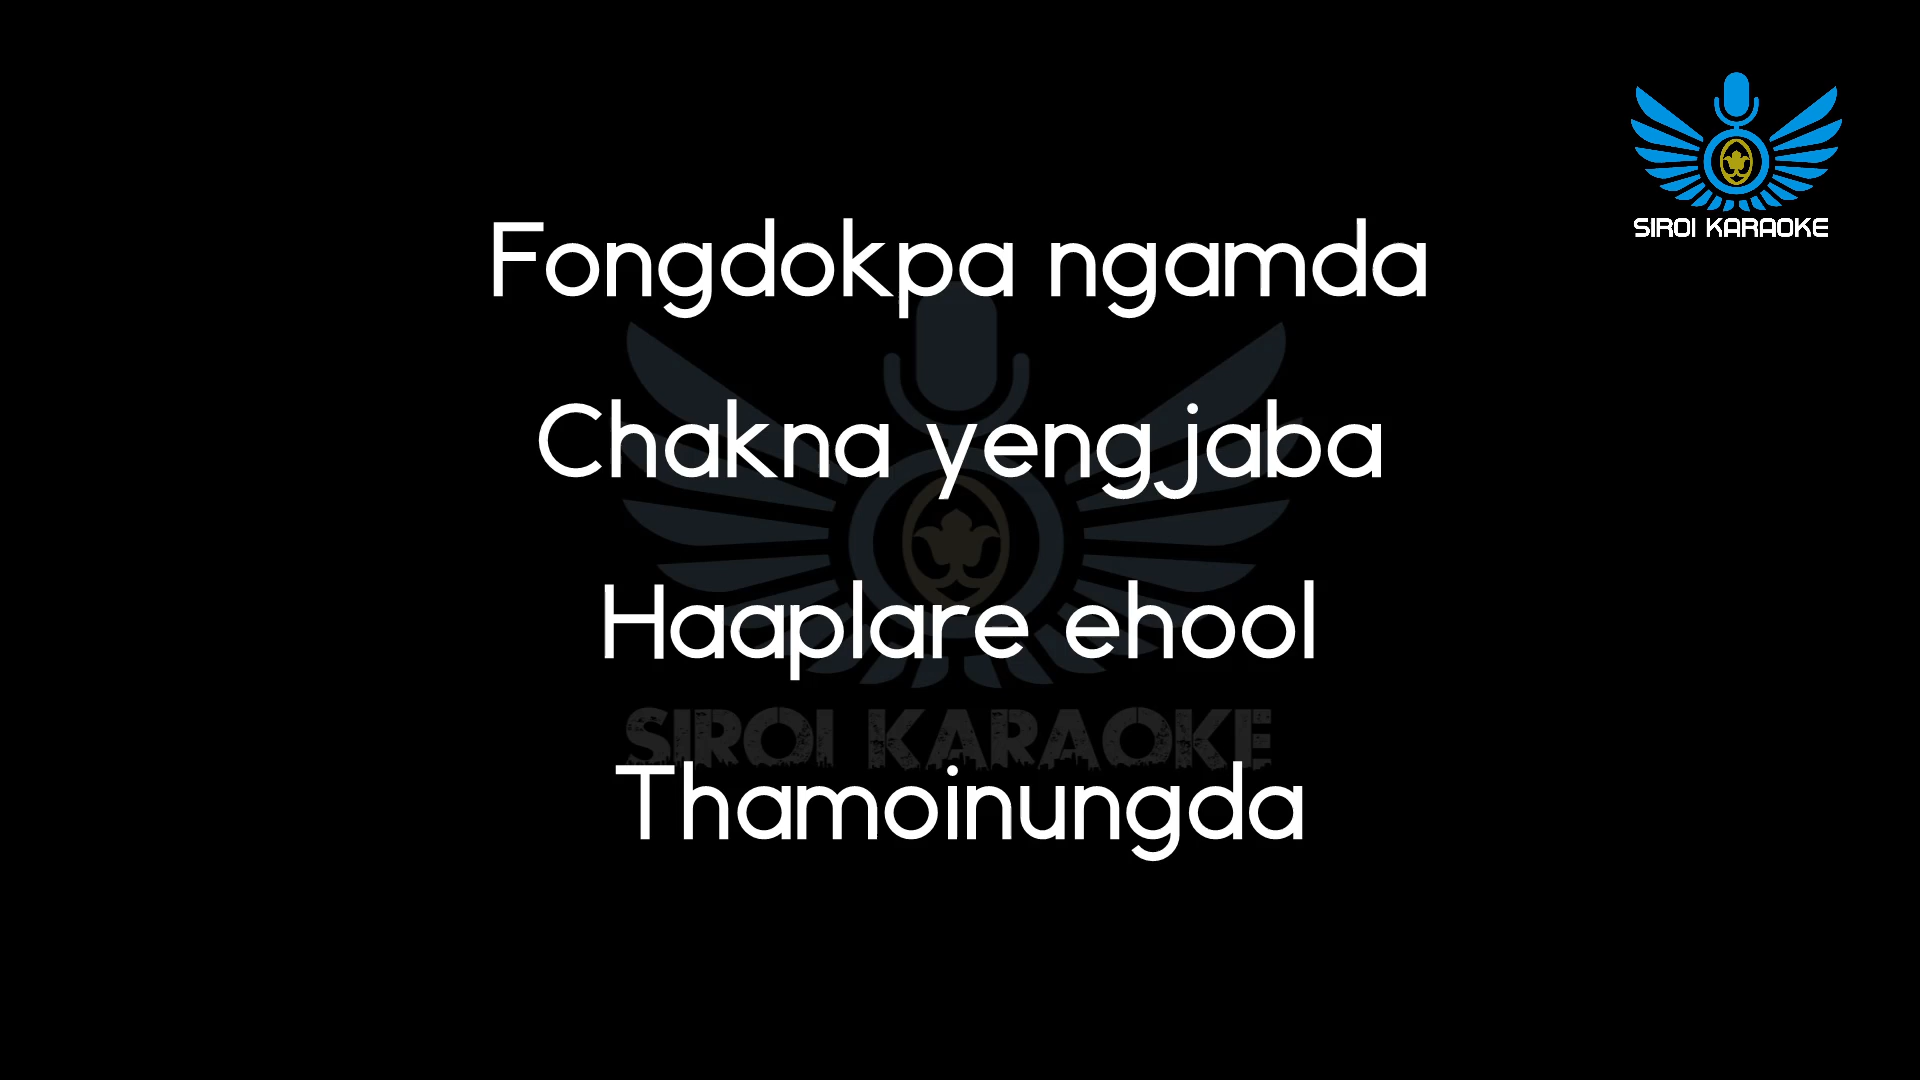 SIROI KARAOKE
Fongdokpa ngamda
Chakna yengjaba
Haaplare ehool
SIROI KARAOKE
Thamoinungda